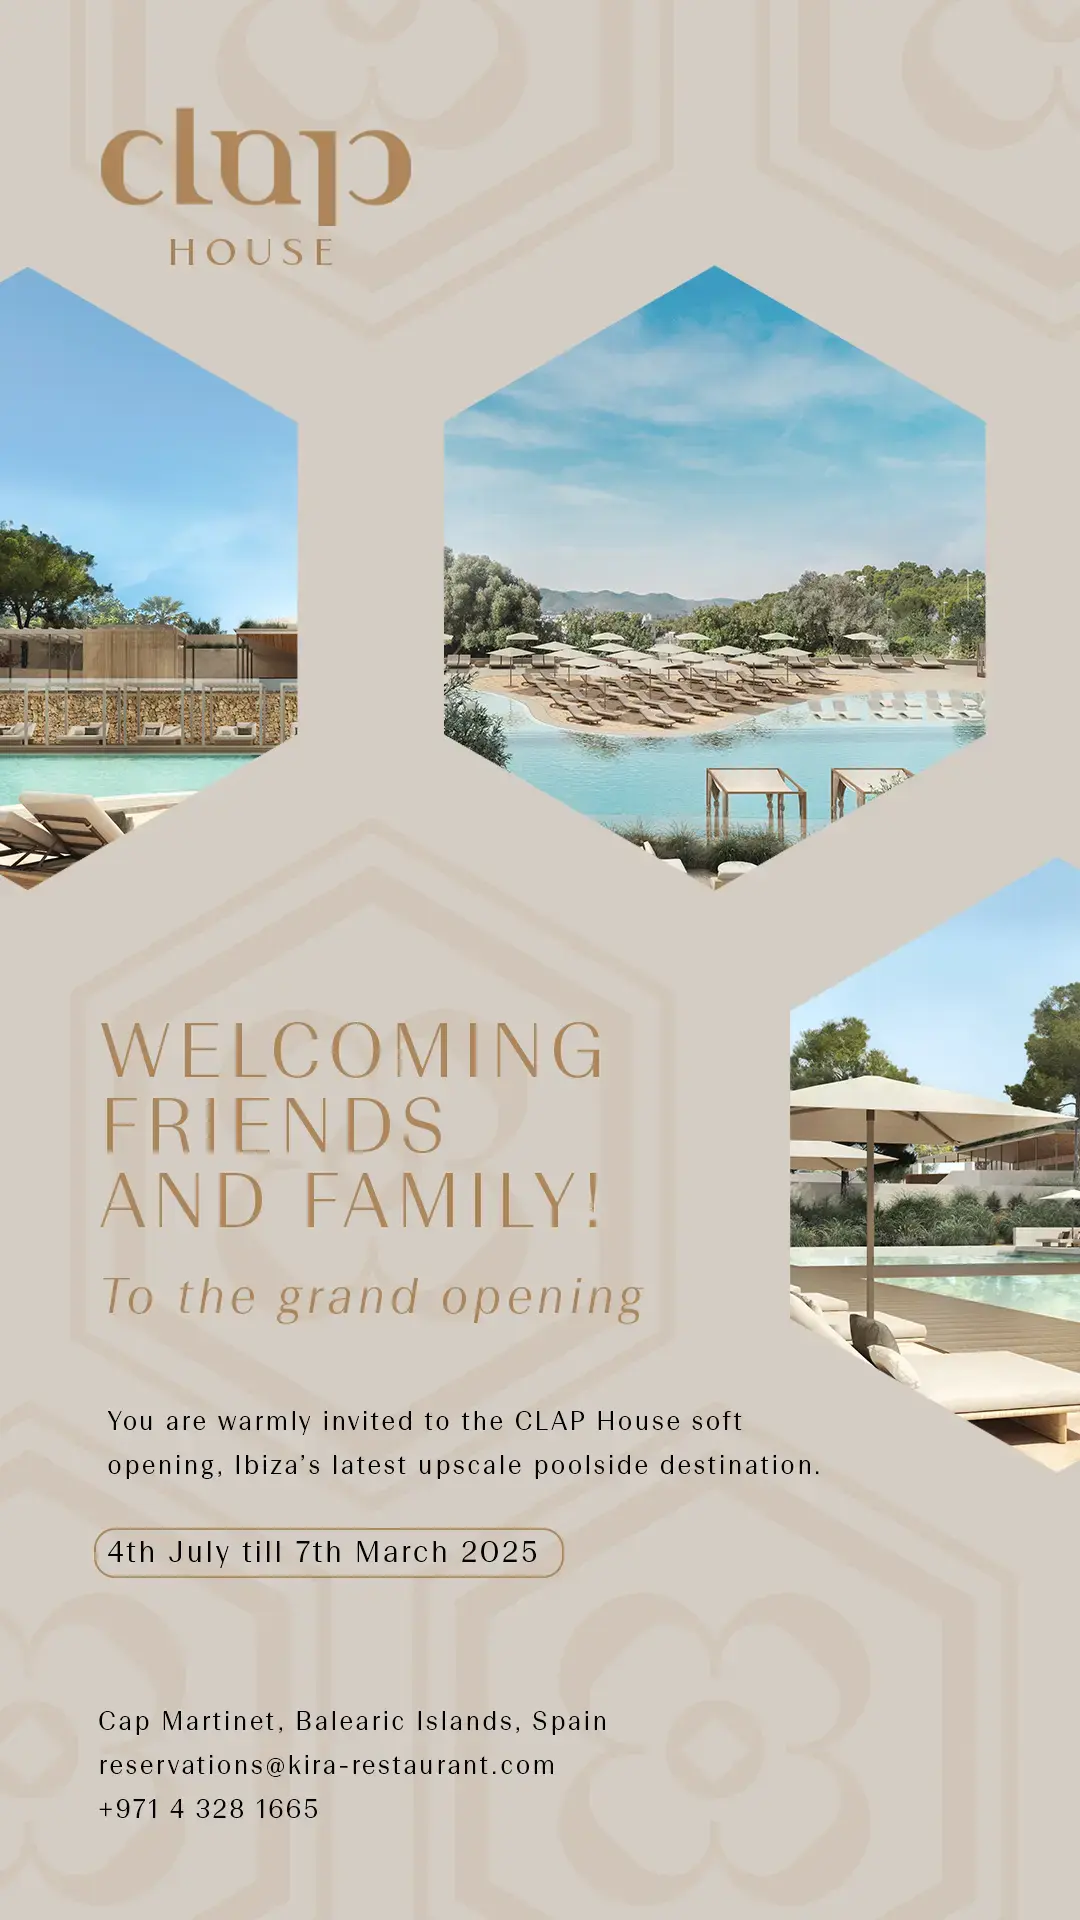 clap
HOUSE
WELCOMING
FRIENDS
AND FAMILY!
To the grand opening
You are warmly invited to the CLAP House soft
opening, Ibiza’s latest upscale poolside destination.
4th July till 7th March 2025
Cap Martinet, Balearic Islands, Spain
reservations@kira-restaurant.com
+971 4 328 1665